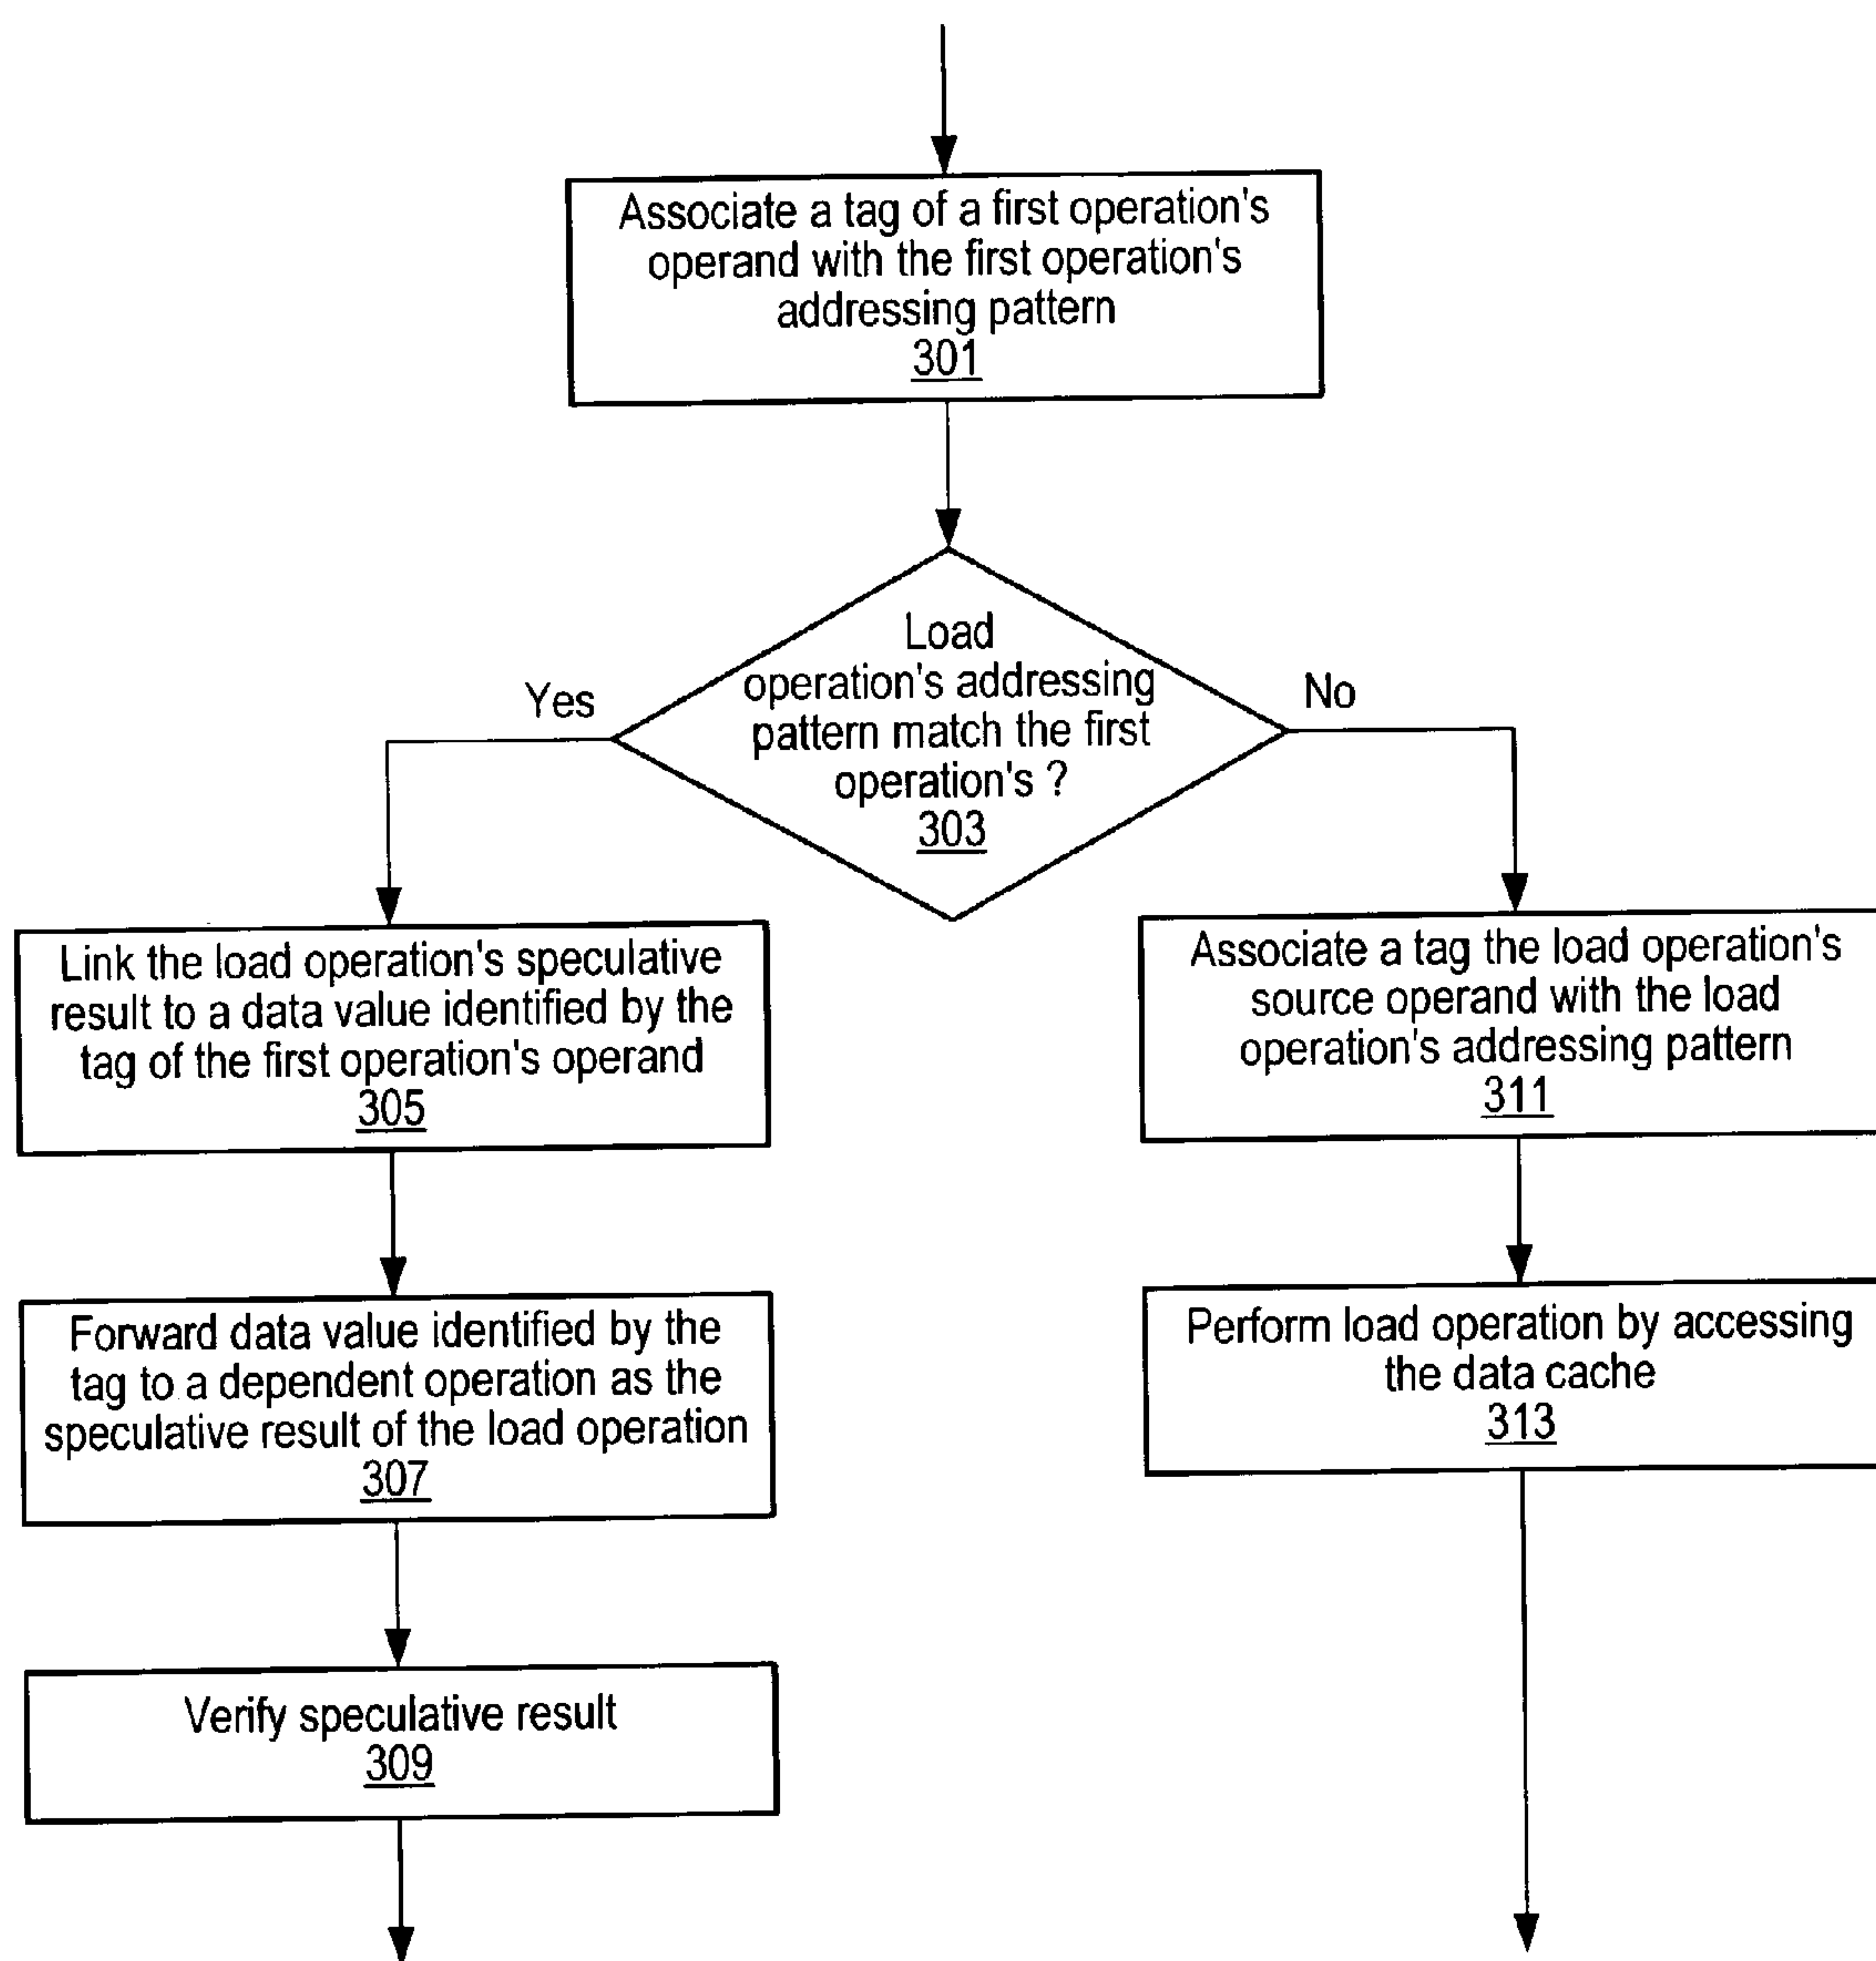 Associate a tag of a first operation's
operand with the first operation's
addressing pattern
301
Load
operation's addressing
pattern match the first
operation's ?
303
Yes
No
Link the load operation's speculative
result to a data value identified by the
tag of the first operation's operand
305
Forward data value identified by the
tag to a dependent operation as the
speculative result of the load operation
307
Verify speculative result
309
Associate a tag the load operation's
source operand with the load
operation's addressing pattern
311
Perform load operation by accessing
the data cache
313